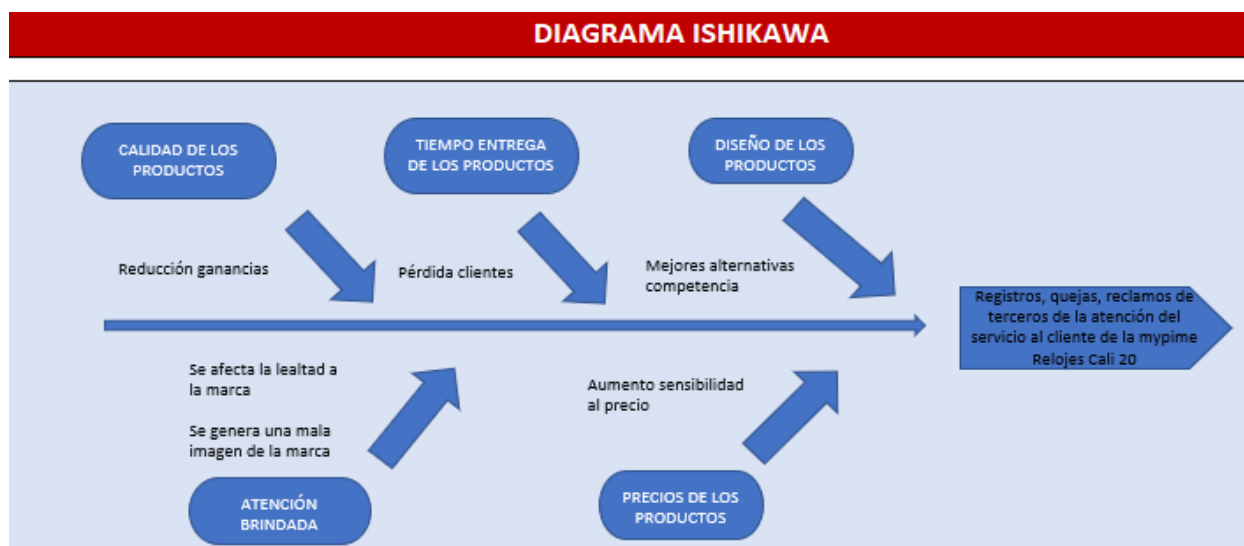 DIAGRAMA ISHIKAWA
CALIDAD DE LOS
PRODUCTOS
TIEMPO ENTREGA
DE LOS PRODUCTOS
DISEÑO DE LOS
PRODUCTOS
Reducción ganancias
Pérdida clientes
Mejores alternativas
competencia
Registros, quejas, reclamos de
terceros de la atención del
servicio al cliente de la mypime
Relojes Cali 20
Se afecta la lealtad a
la marca
Se genera una mala
imagen de la marca
Aumento sensibilidad
al precio
ATENCIÓN
BRINDADA
PRECIOS DE LOS
PRODUCTOS